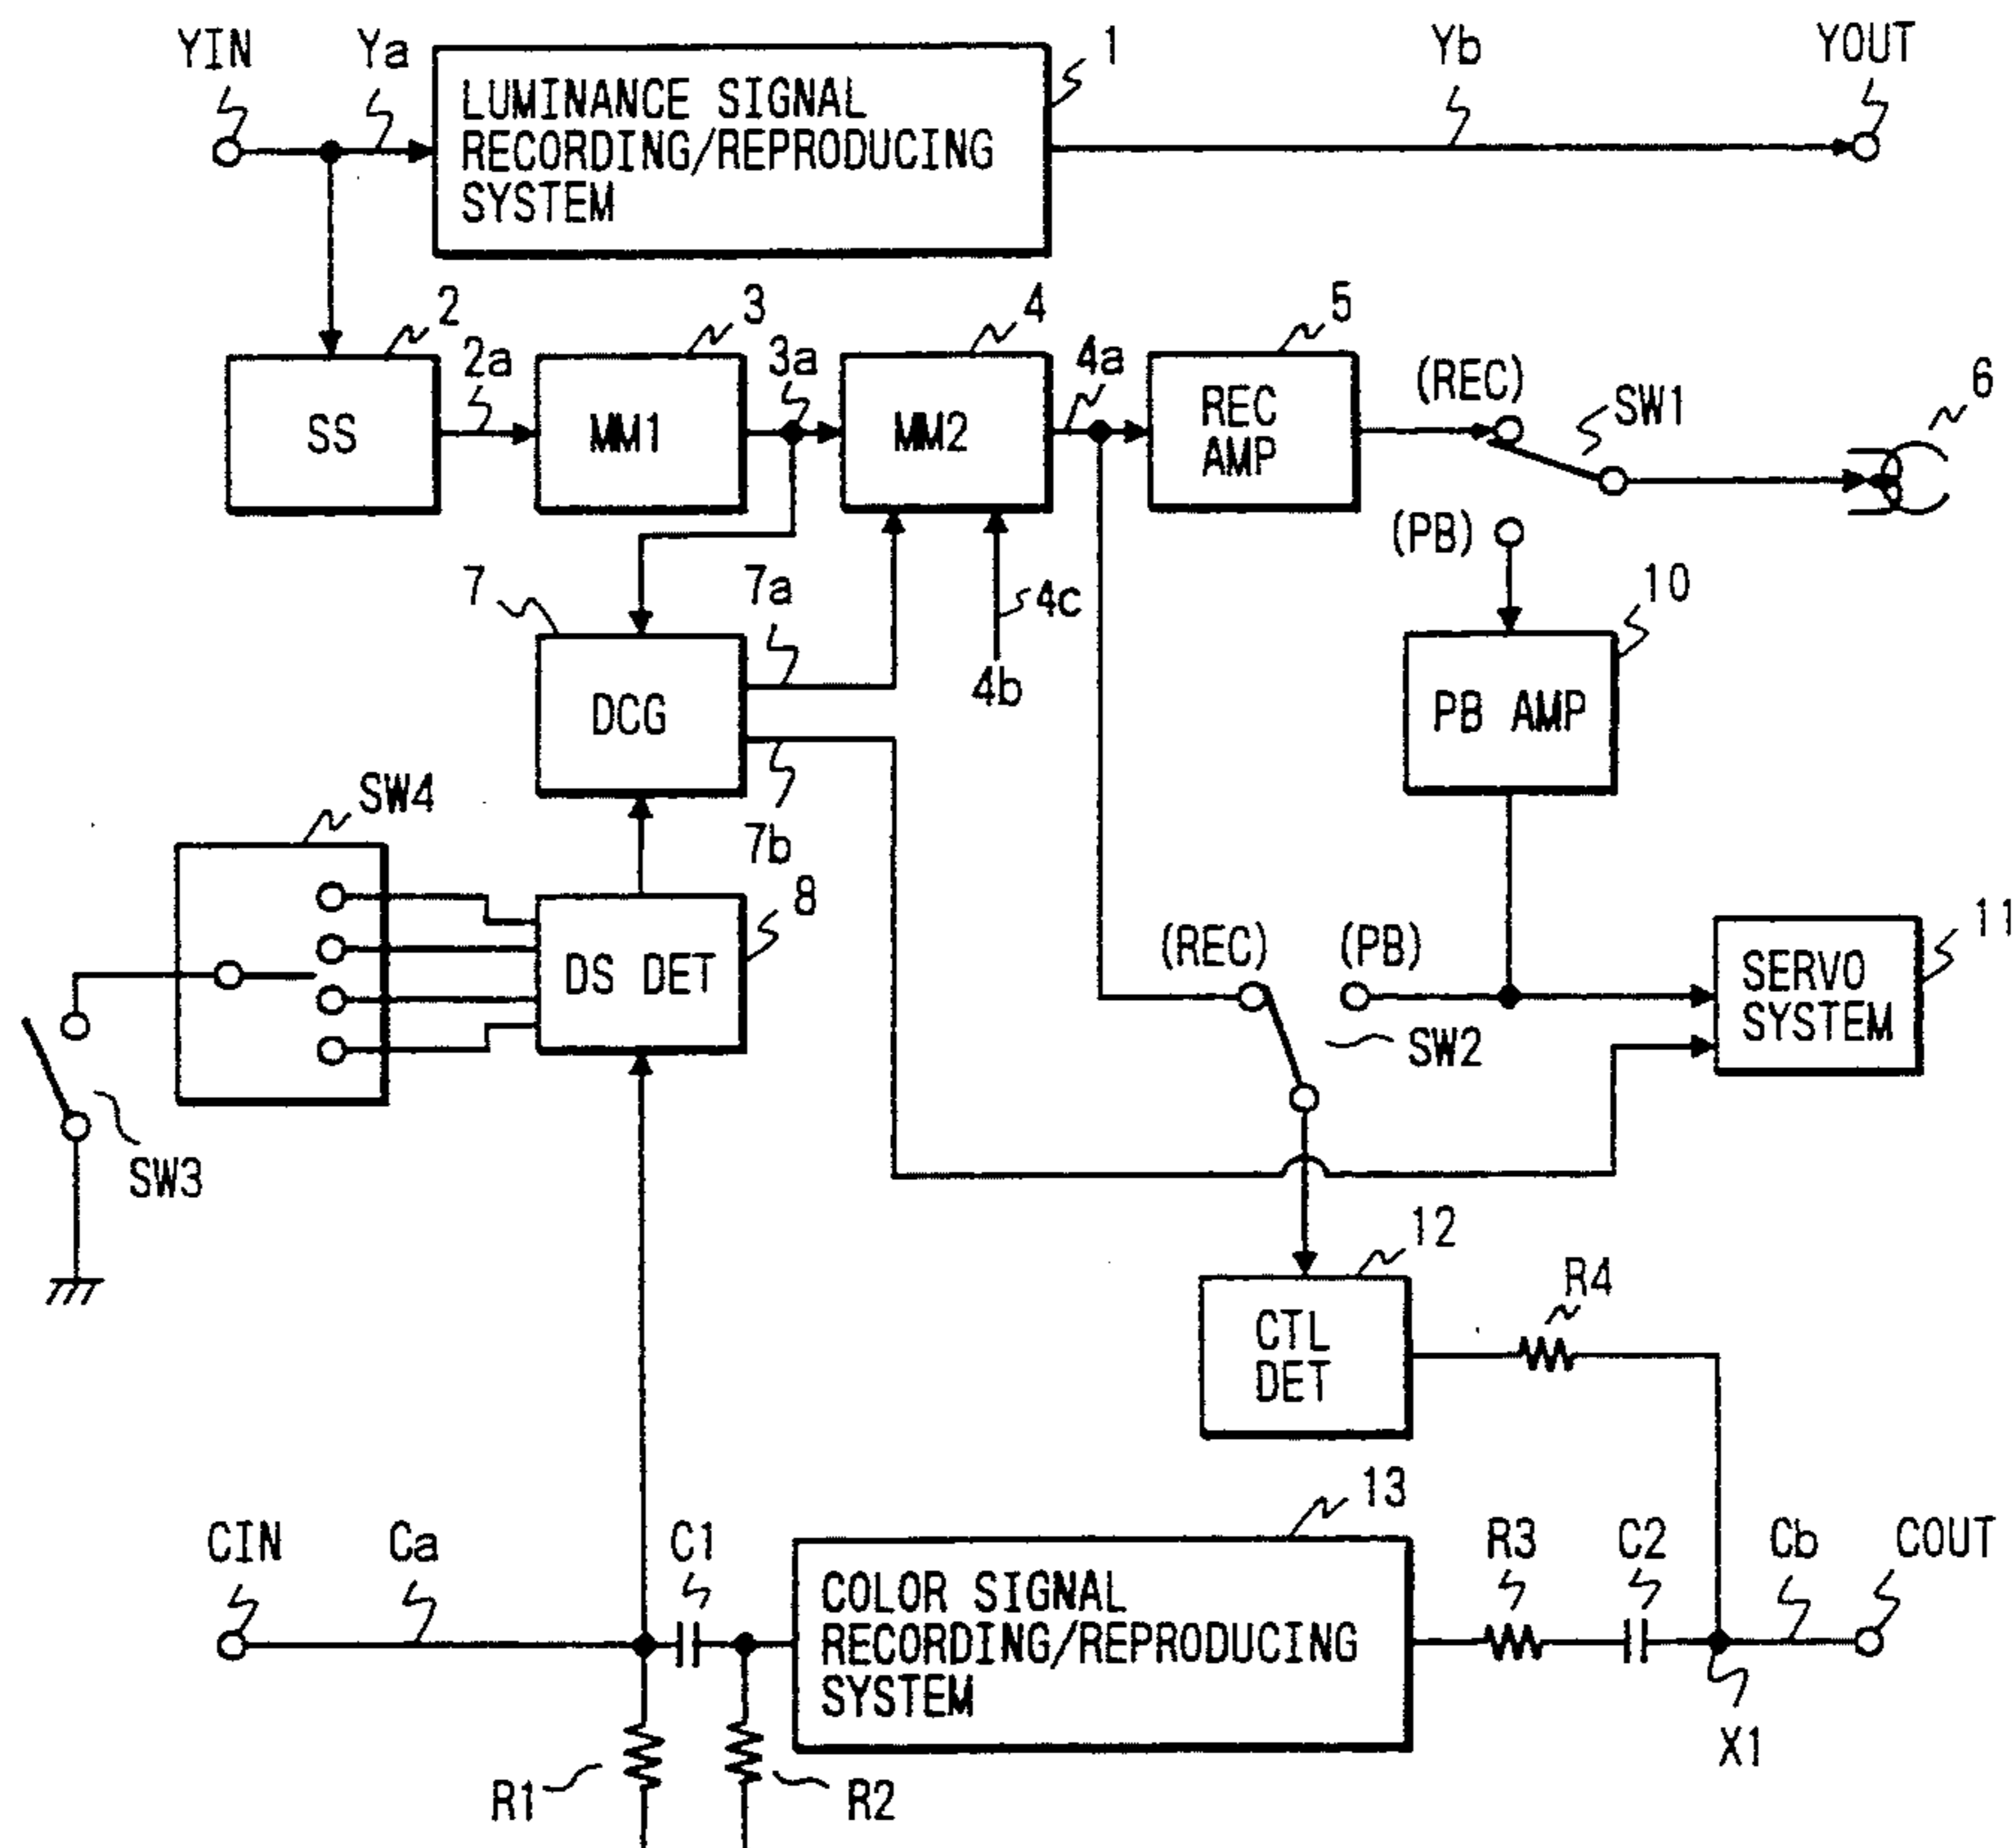 YIN
Ya
1
Yb
YOUT
LUMINANCE SIGNAL
RECORDING/REPRODUCING
SYSTEM
2
2a
3
3a
4
4a
5
(REC)
SW1
6
SS
MM1
MM2
REC
AMP
(PB)
7
7a
4c
4b
10
DCG
PB AMP
SW4
7b
8
(REC)
(PB)
11
DS DET
SW2
SERVO
SYSTEM
SW3
12
R4
CTL
DET
13
CIN
Ca
C1
R3
C2
Cb
COUT
COLOR SIGNAL
RECORDING/REPRODUCING
SYSTEM
X1
R1
R2